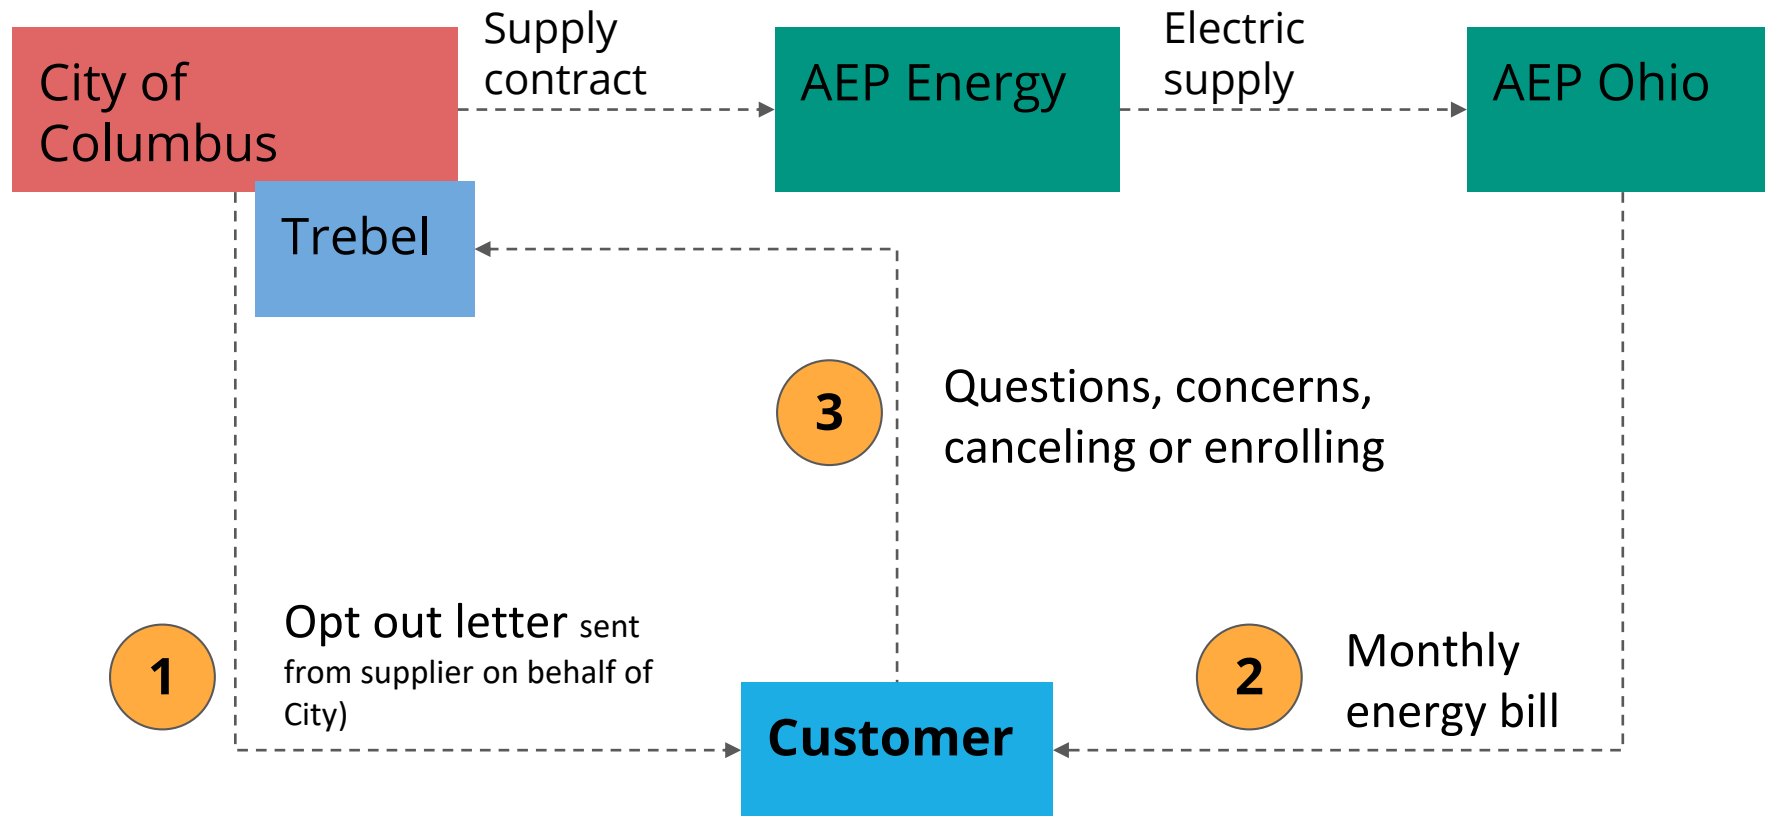 City of
Columbus
Supply
contract
AEP Energy
Electric
supply
AEP Ohio
Trebel
3
Questions, concerns,
canceling or enrolling
1
Opt out letter sent
from supplier on behalf of
City)
Customer
2
Monthly
energy bill